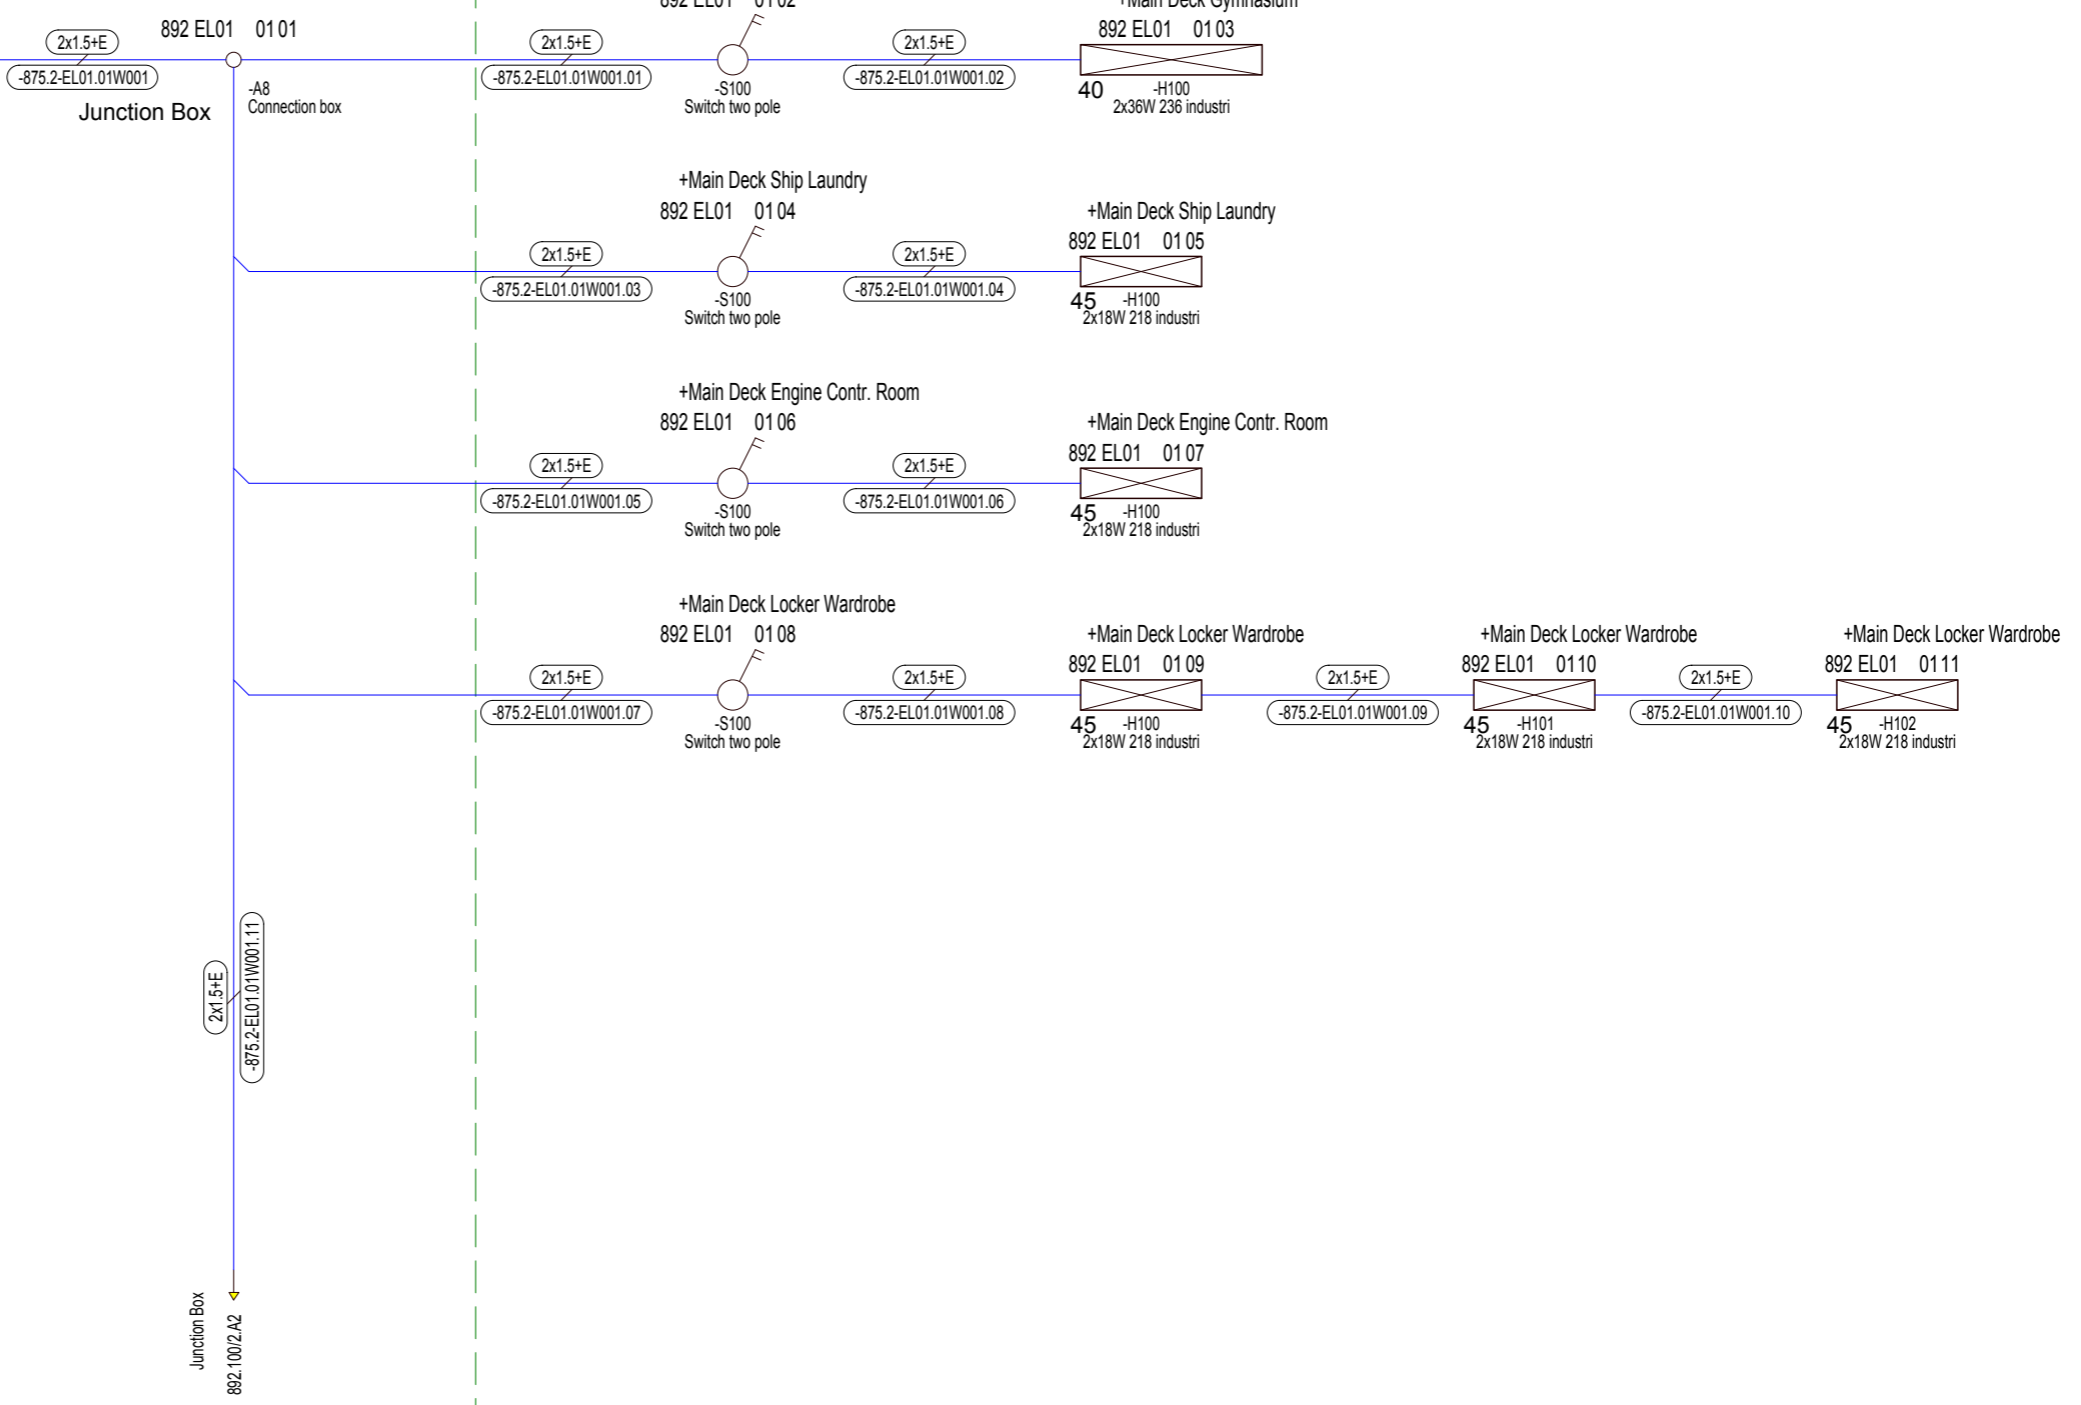 892 EL01 01 02
+Main Deck Gymnasium
892 EL01 01 01
892 EL01 01 03
2x1.5+E
2x1.5+E
2x1.5+E
-875.2-EL01.01W001
-875.2-EL01.01W001.01
-875.2-EL01.01W001.02
Junction Box
-A8
Connection box
-S100
Switch two pole
40
-H100
2x36W 236 industri
+Main Deck Ship Laundry
892 EL01 01 04
+Main Deck Ship Laundry
892 EL01 01 05
2x1.5+E
2x1.5+E
-875.2-EL01.01W001.03
-875.2-EL01.01W001.04
-S100
Switch two pole
45
-H100
2x18W 218 industri
+Main Deck Engine Contr. Room
892 EL01 01 06
+Main Deck Engine Contr. Room
892 EL01 01 07
2x1.5+E
2x1.5+E
-875.2-EL01.01W001.05
-875.2-EL01.01W001.06
-S100
Switch two pole
45
-H100
2x18W 218 industri
+Main Deck Locker Wardrobe
892 EL01 01 08
+Main Deck Locker Wardrobe
892 EL01 01 09
+Main Deck Locker Wardrobe
892 EL01 01 10
+Main Deck Locker Wardrobe
892 EL01 01 11
2x1.5+E
2x1.5+E
2x1.5+E
2x1.5+E
-875.2-EL01.01W001.07
-875.2-EL01.01W001.08
-875.2-EL01.01W001.09
-875.2-EL01.01W001.10
-S100
Switch two pole
45
-H100
2x18W 218 industri
45
-H101
2x18W 218 industri
45
-H102
2x18W 218 industri
2x1.5+E
-875.2-EL01.01W001.11
Junction Box
892.100/2.A2